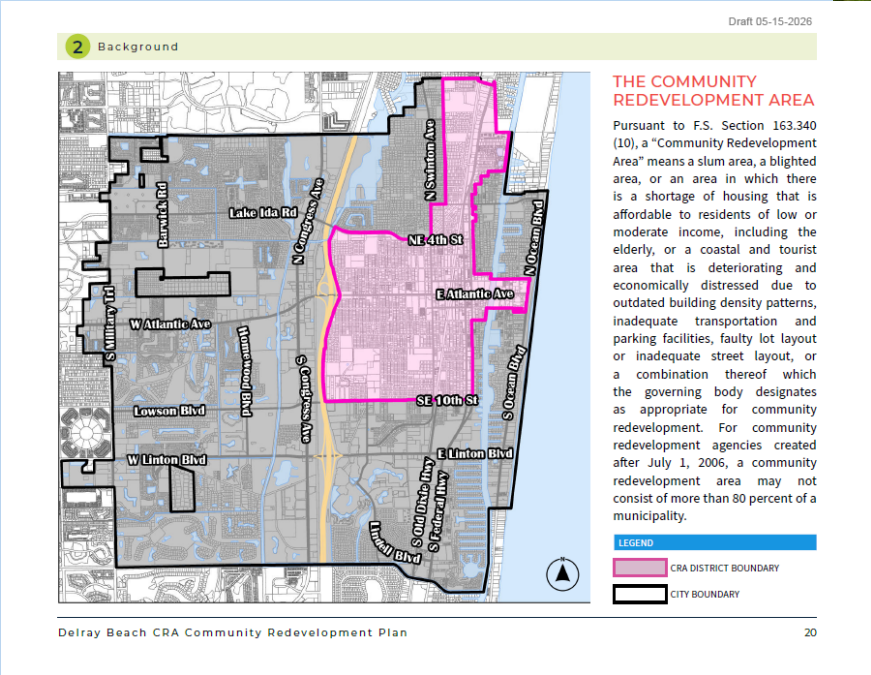 Draft 05-15-2026
2 Background
THE COMMUNITY
REDEVELOPMENT AREA
Pursuant to F.S. Section 163.340
(10), a “Community Redevelopment
Area” means a slum area, a blighted
area, or an area in which there
is a shortage of housing that is
affordable to residents of low or
moderate income, including the
elderly, or a coastal and tourist
area that is deteriorating and
economically distressed due to
outdated building density patterns,
inadequate transportation and
parking facilities, faulty lot layout
or inadequate street layout, or
a combination thereof which
the governing body designates
as appropriate for community
redevelopment. For community
redevelopment agencies created
after July 1, 2006, a community
redevelopment area may not
consist of more than 80 percent of a
municipality.
LEGEND
CRA DISTRICT BOUNDARY
CITY BOUNDARY
N Swinton Ave
Barwick Rd
Lake Ida Rd
N Congress Ave
N Ocean Blvd
NE 4th St
E Atlantic Ave
S Military Trl
W Atlantic Ave
Homewood Blvd
S Congress Ave
S Ocean Blvd
SE 10th St
Lowson Blvd
W Linton Blvd
E Linton Blvd
S Old Dixie Hwy
S Federal Hwy
Lindell Blvd
N
Delray Beach CRA Community Redevelopment Plan
20